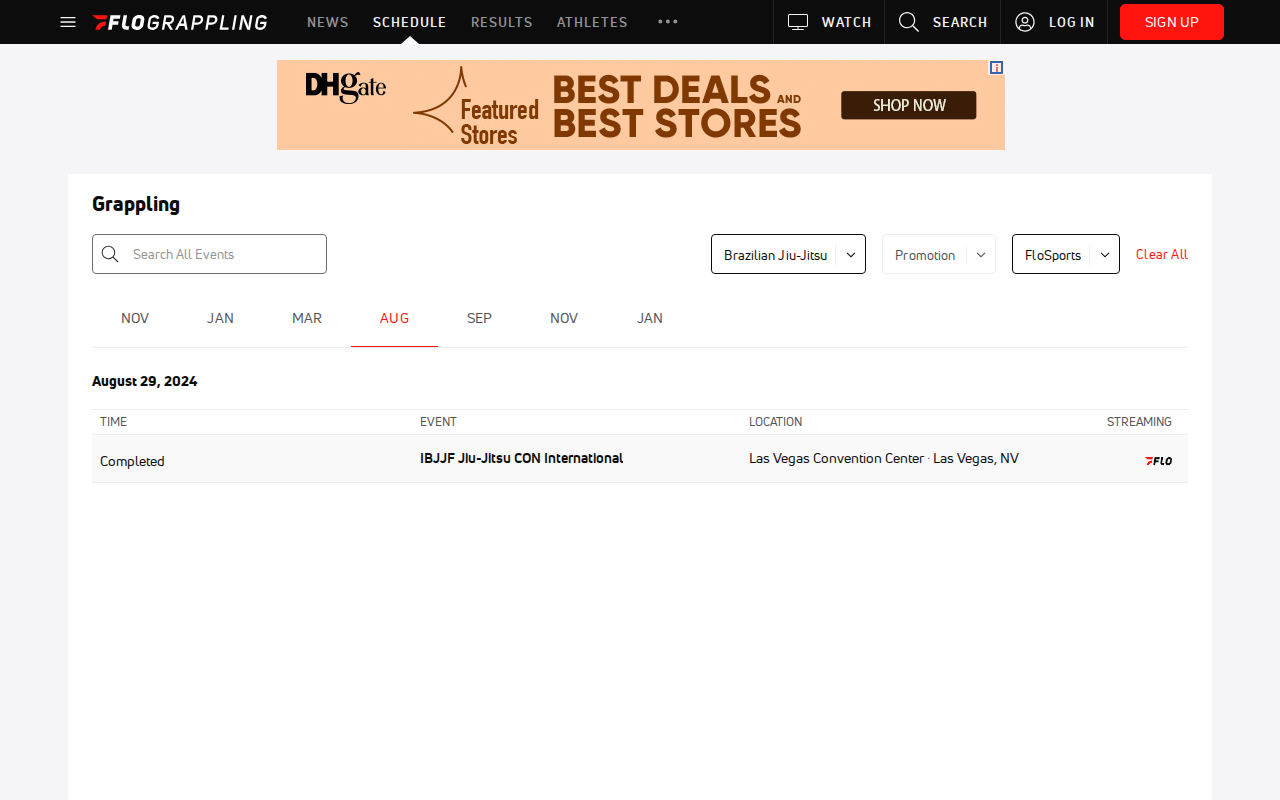 FLOGRAPPLING NEWS SCHEDULE RESULTS ATHLETES WATCH SEARCH LOG IN SIGN UP
DHgate
Featured
Stores
BEST DEALS AND
BEST STORES
SHOP NOW
Grappling
Search All Events Brazilian Jiu-Jitsu Promotion FloSports Clear All
NOV JAN MAR AUG SEP NOV JAN
August 29, 2024
TIME EVENT LOCATION STREAMING
Completed IBJJF Jiu-Jitsu CON International Las Vegas Convention Center · Las Vegas, NV FLO